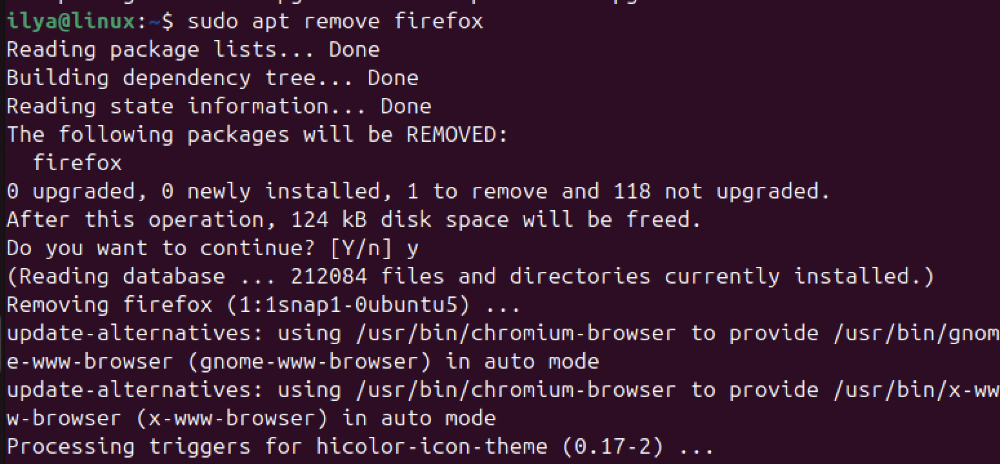 ilya@linux:~$ sudo apt remove firefox
Reading package lists... Done
Building dependency tree... Done
Reading state information... Done
The following packages will be REMOVED:
  firefox
0 upgraded, 0 newly installed, 1 to remove and 118 not upgraded.
After this operation, 124 kB disk space will be freed.
Do you want to continue? [Y/n] y
(Reading database ... 212084 files and directories currently installed.)
Removing firefox (1:1snap1-0ubuntu5) ...
update-alternatives: using /usr/bin/chromium-browser to provide /usr/bin/gnom
e-www-browser (gnome-www-browser) in auto mode
update-alternatives: using /usr/bin/chromium-browser to provide /usr/bin/x-ww
w-browser (x-www-browser) in auto mode
Processing triggers for hicolor-icon-theme (0.17-2) ...